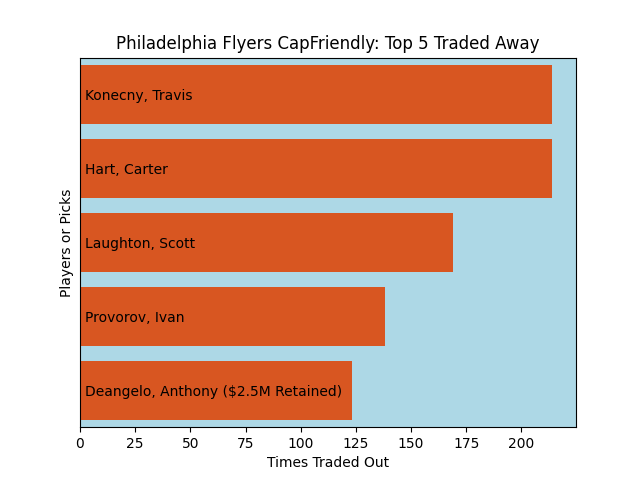 Philadelphia Flyers CapFriendly: Top 5 Traded Away
Players or Picks
Konecny, Travis
Hart, Carter
Laughton, Scott
Provorov, Ivan
Deangelo, Anthony ($2.5M Retained)
0 25 50 75 100 125 150 175 200
Times Traded Out